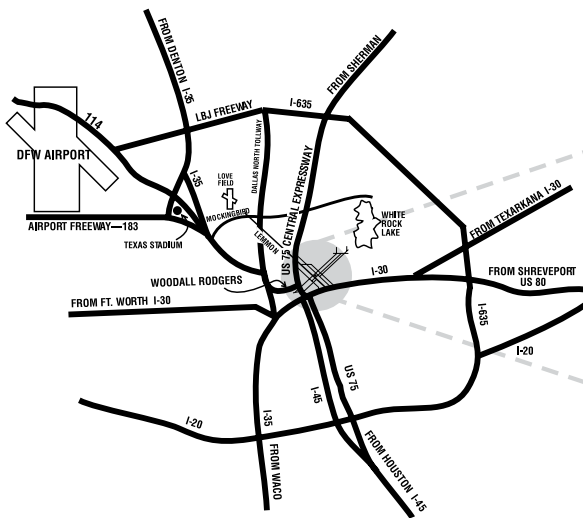 FROM DENTON I-35
FROM SHERMAN
114
LBJ FREEWAY
I-635
DFW AIRPORT
I-35
LOVE
FIELD
DALLAS NORTH TOLLWAY
US 75 CENTRAL EXPRESSWAY
AIRPORT FREEWAY—183
MOCKINGBIRD
TEXAS STADIUM
LEMMON
WHITE
ROCK
LAKE
FROM TEXARKANA I-30
WOODALL RODGERS
I-30
FROM SHREVEPORT
US 80
FROM FT. WORTH I-30
I-635
I-20
US 75
I-45
I-20
I-35
FROM WACO
FROM HOUSTON I-45